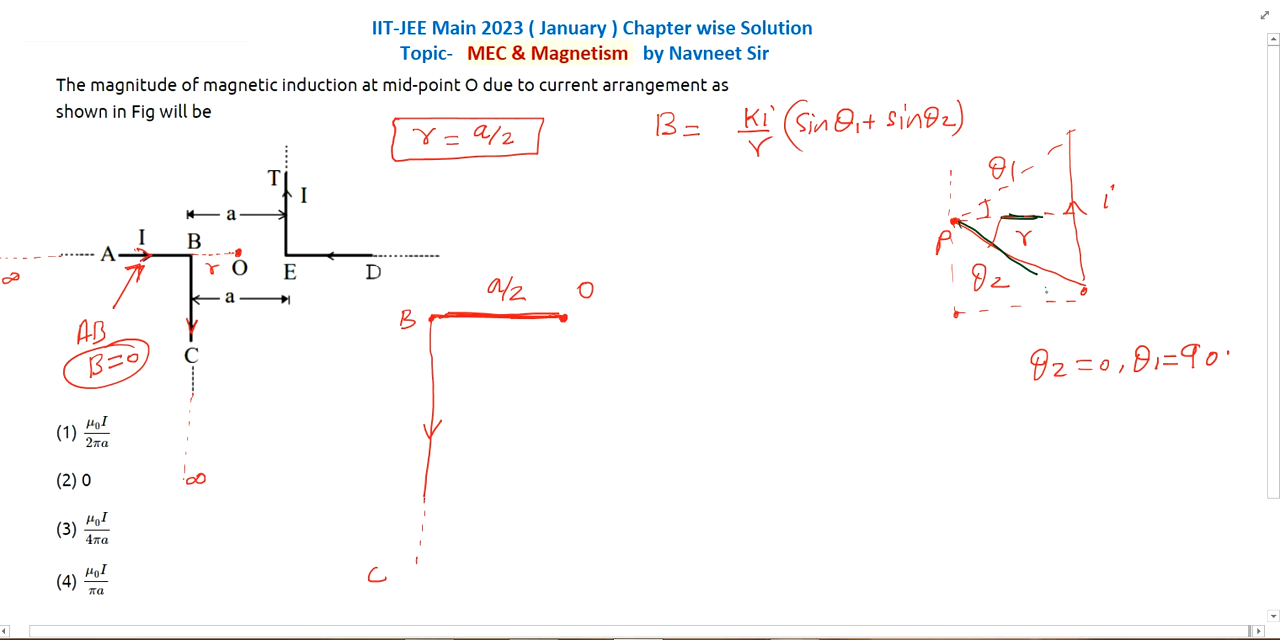 IIT-JEE Main 2023 ( January ) Chapter wise Solution
Topic- MEC & Magnetism by Navneet Sir
The magnitude of magnetic induction at mid-point O due to current arrangement as
shown in Fig will be
r = a/2
B = Ki/r (sinθ1 + sinθ2)
T
I
a
θ1
i
A I B
r O E D
P r
∞
a
θ2
a/2 O
B
AB
B=0
C
θ2 = 0, θ1 = 90°
(1) μ₀I/2πa
(2) 0
∞
(3) μ₀I/4πa
(4) μ₀I/πa
C